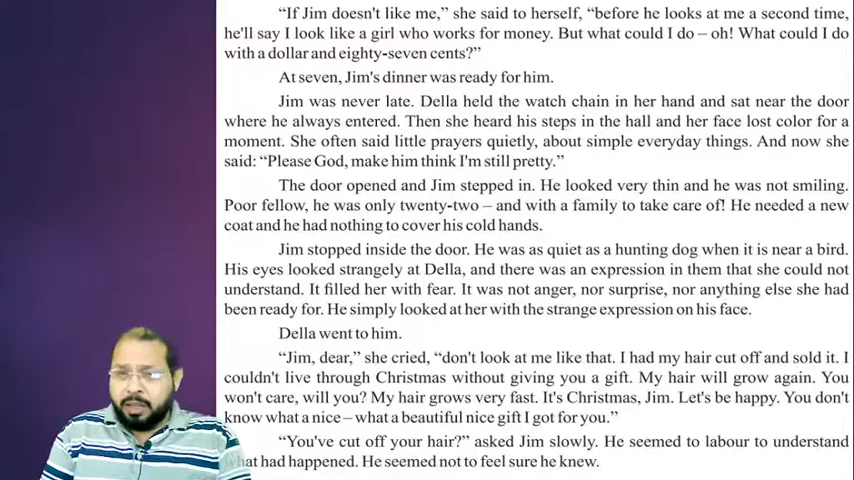 “If Jim doesn't like me,” she said to herself, “before he looks at me a second time,
he'll say I look like a girl who works for money. But what could I do – oh! What could I do
with a dollar and eighty-seven cents?”
At seven, Jim's dinner was ready for him.
Jim was never late. Della held the watch chain in her hand and sat near the door
where he always entered. Then she heard his steps in the hall and her face lost color for a
moment. She often said little prayers quietly, about simple everyday things. And now she
said: “Please God, make him think I'm still pretty.”
The door opened and Jim stepped in. He looked very thin and he was not smiling.
Poor fellow, he was only twenty-two – and with a family to take care of! He needed a new
coat and he had nothing to cover his cold hands.
Jim stopped inside the door. He was as quiet as a hunting dog when it is near a bird.
His eyes looked strangely at Della, and there was an expression in them that she could not
understand. It filled her with fear. It was not anger, nor surprise, nor anything else she had
been ready for. He simply looked at her with the strange expression on his face.
Della went to him.
“Jim, dear,” she cried, “don't look at me like that. I had my hair cut off and sold it. I
couldn't live through Christmas without giving you a gift. My hair will grow again. You
won't care, will you? My hair grows very fast. It's Christmas, Jim. Let's be happy. You don't
know what a nice – what a beautiful nice gift I got for you.”
“You've cut off your hair?” asked Jim slowly. He seemed to labour to understand
what had happened. He seemed not to feel sure he knew.